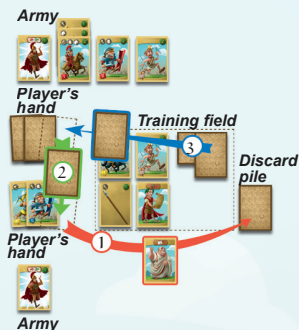 Army
Player's
hand
Training field
3
2
Discard
pile
Player's
hand
1
Army